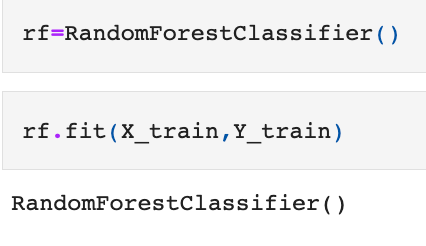 rf=RandomForestClassifier()
rf.fit(X_train,Y_train)
RandomForestClassifier()